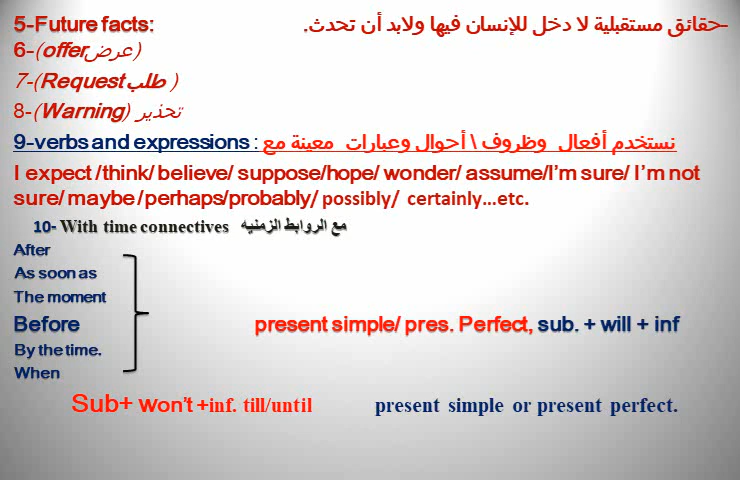 5-Future facts: -حقائق مستقبلية لا دخل للإنسان فيها ولابد أن تحدث.
6-(offerعرض)
7-(Request طلب )
8-(Warning) تحذير
9-verbs and expressions : نستخدم أفعال وظروف \ أحوال وعبارات معينة مع
I expect /think/ believe/ suppose/hope/ wonder/ assume/I'm sure/ I'm not
sure/ maybe /perhaps/probably/ possibly/ certainly...etc.
10- With time connectives مع الروابط الزمنيه
After
As soon as
The moment
Before present simple/ pres. Perfect, sub. + will + inf
By the time.
When
Sub+ won't +inf. till/until present simple or present perfect.